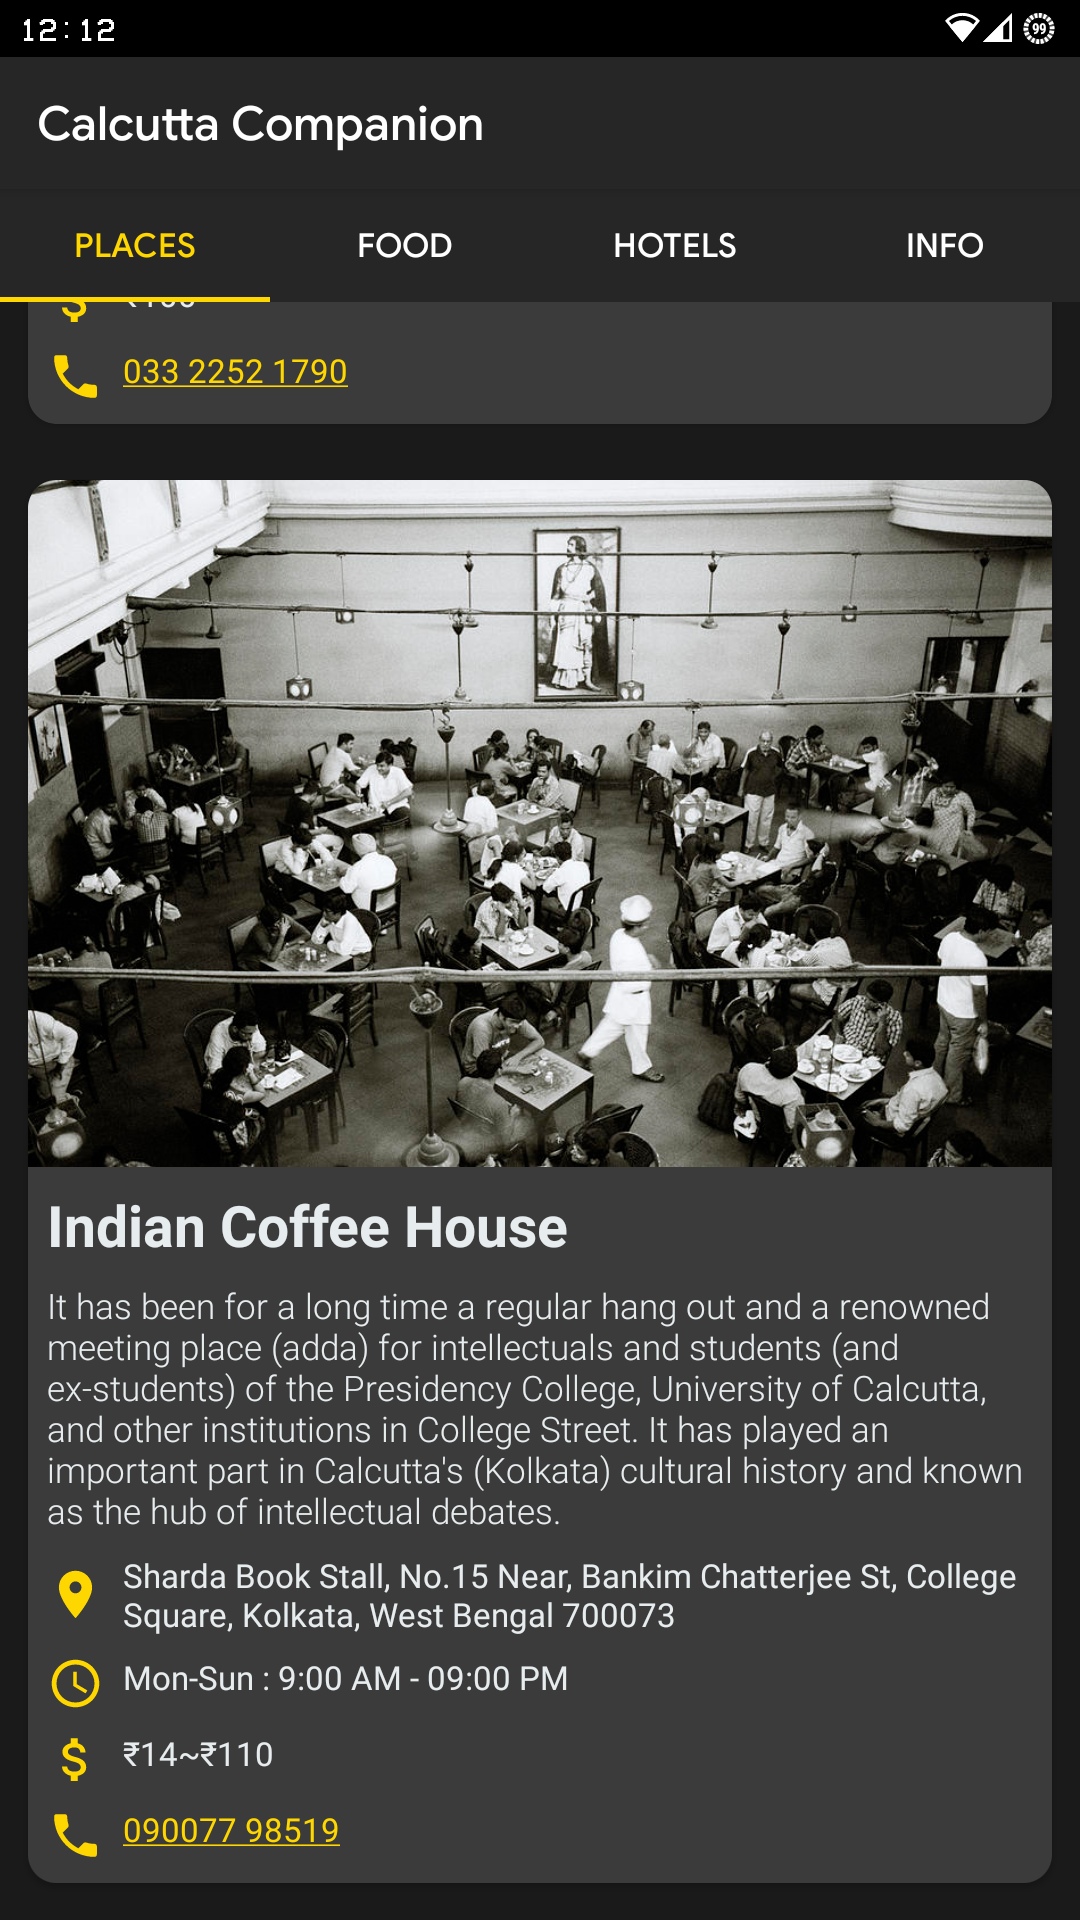 12:12
99
Calcutta Companion
PLACES
FOOD
HOTELS
INFO
033 2252 1790
Indian Coffee House
It has been for a long time a regular hang out and a renowned
meeting place (adda) for intellectuals and students (and
ex-students) of the Presidency College, University of Calcutta,
and other institutions in College Street. It has played an
important part in Calcutta's (Kolkata) cultural history and known
as the hub of intellectual debates.
Sharda Book Stall, No.15 Near, Bankim Chatterjee St, College
Square, Kolkata, West Bengal 700073
Mon-Sun : 9:00 AM - 09:00 PM
₹14~₹110
090077 98519